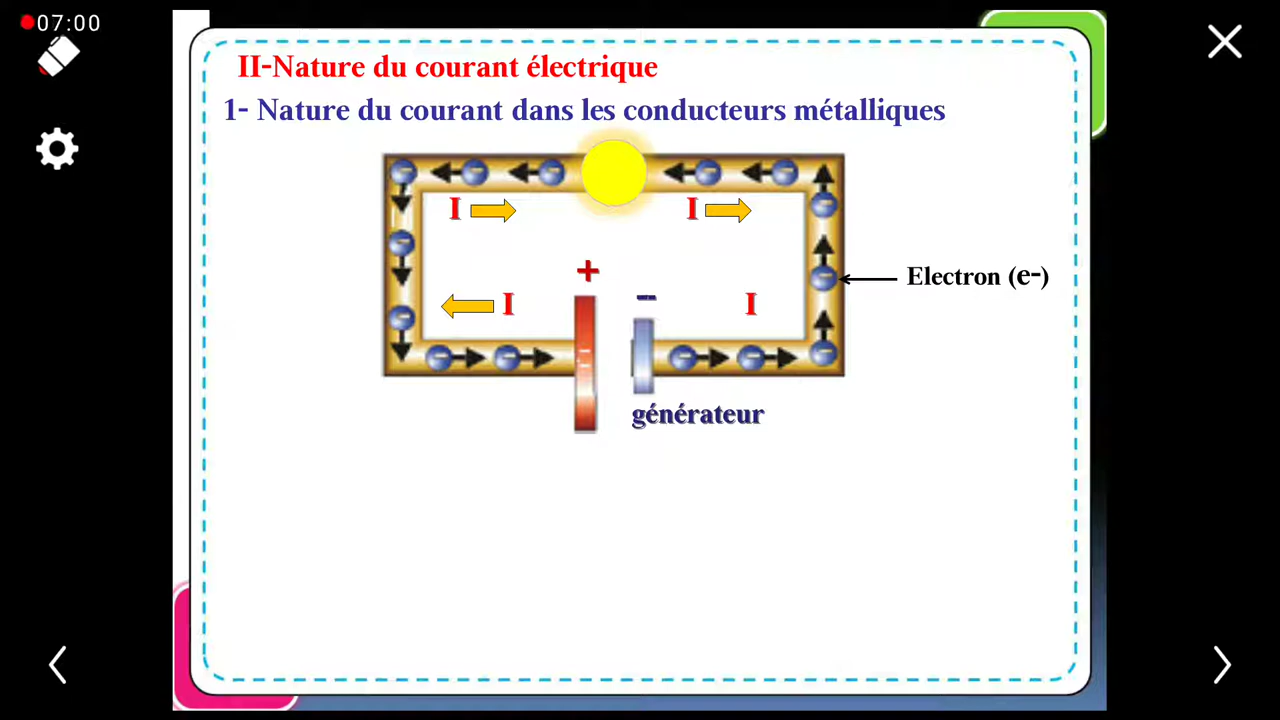 07:00
II-Nature du courant électrique
1- Nature du courant dans les conducteurs métalliques
I I
+
Electron (e-)
I - I
générateur